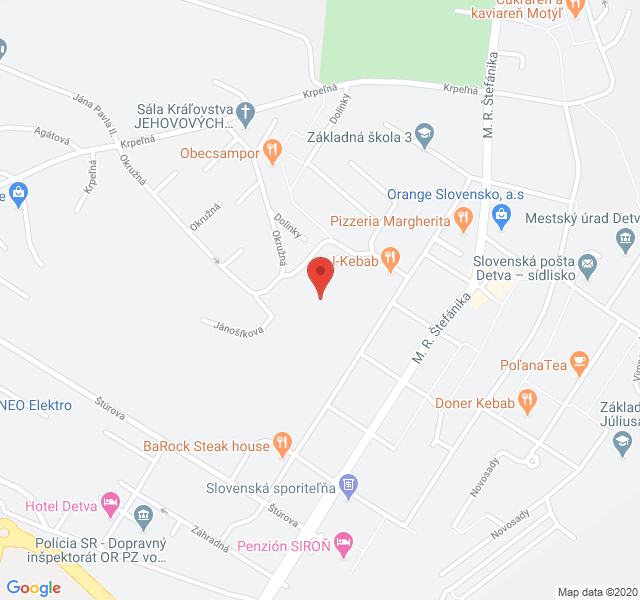 Cukráreň a
kaviareň Motýľ
Krpeľná
Krpeľná
M. R. Štefánika
Jána Pavla II.
Sála Kráľovstva
JEHOVOVÝCH...
Dolinky
Základná škola 3
Agátová
Krpeľná
Obecsampor
Okružná
Krpeľná
e
Orange Slovensko, a.s
Okružná
Pizzeria Margherita
Mestský úrad Detv
Dolinky
Okružná
I-Kebab
Slovenská pošta
Detva – sídlisko
Jánošíkova
M. R. Štefánika
PoľanaTea
NEO Elektro
Štúrova
Doner Kebab
Základ
Júliusa
BaRock Steak house
Novosady
Slovenská sporiteľňa
Hotel Detva
Štúrova
Novosady
Záhradná
Polícia SR - Dopravný
inšpektorát OR PZ vo...
Penzión SIROŇ
Google
Map data ©2020